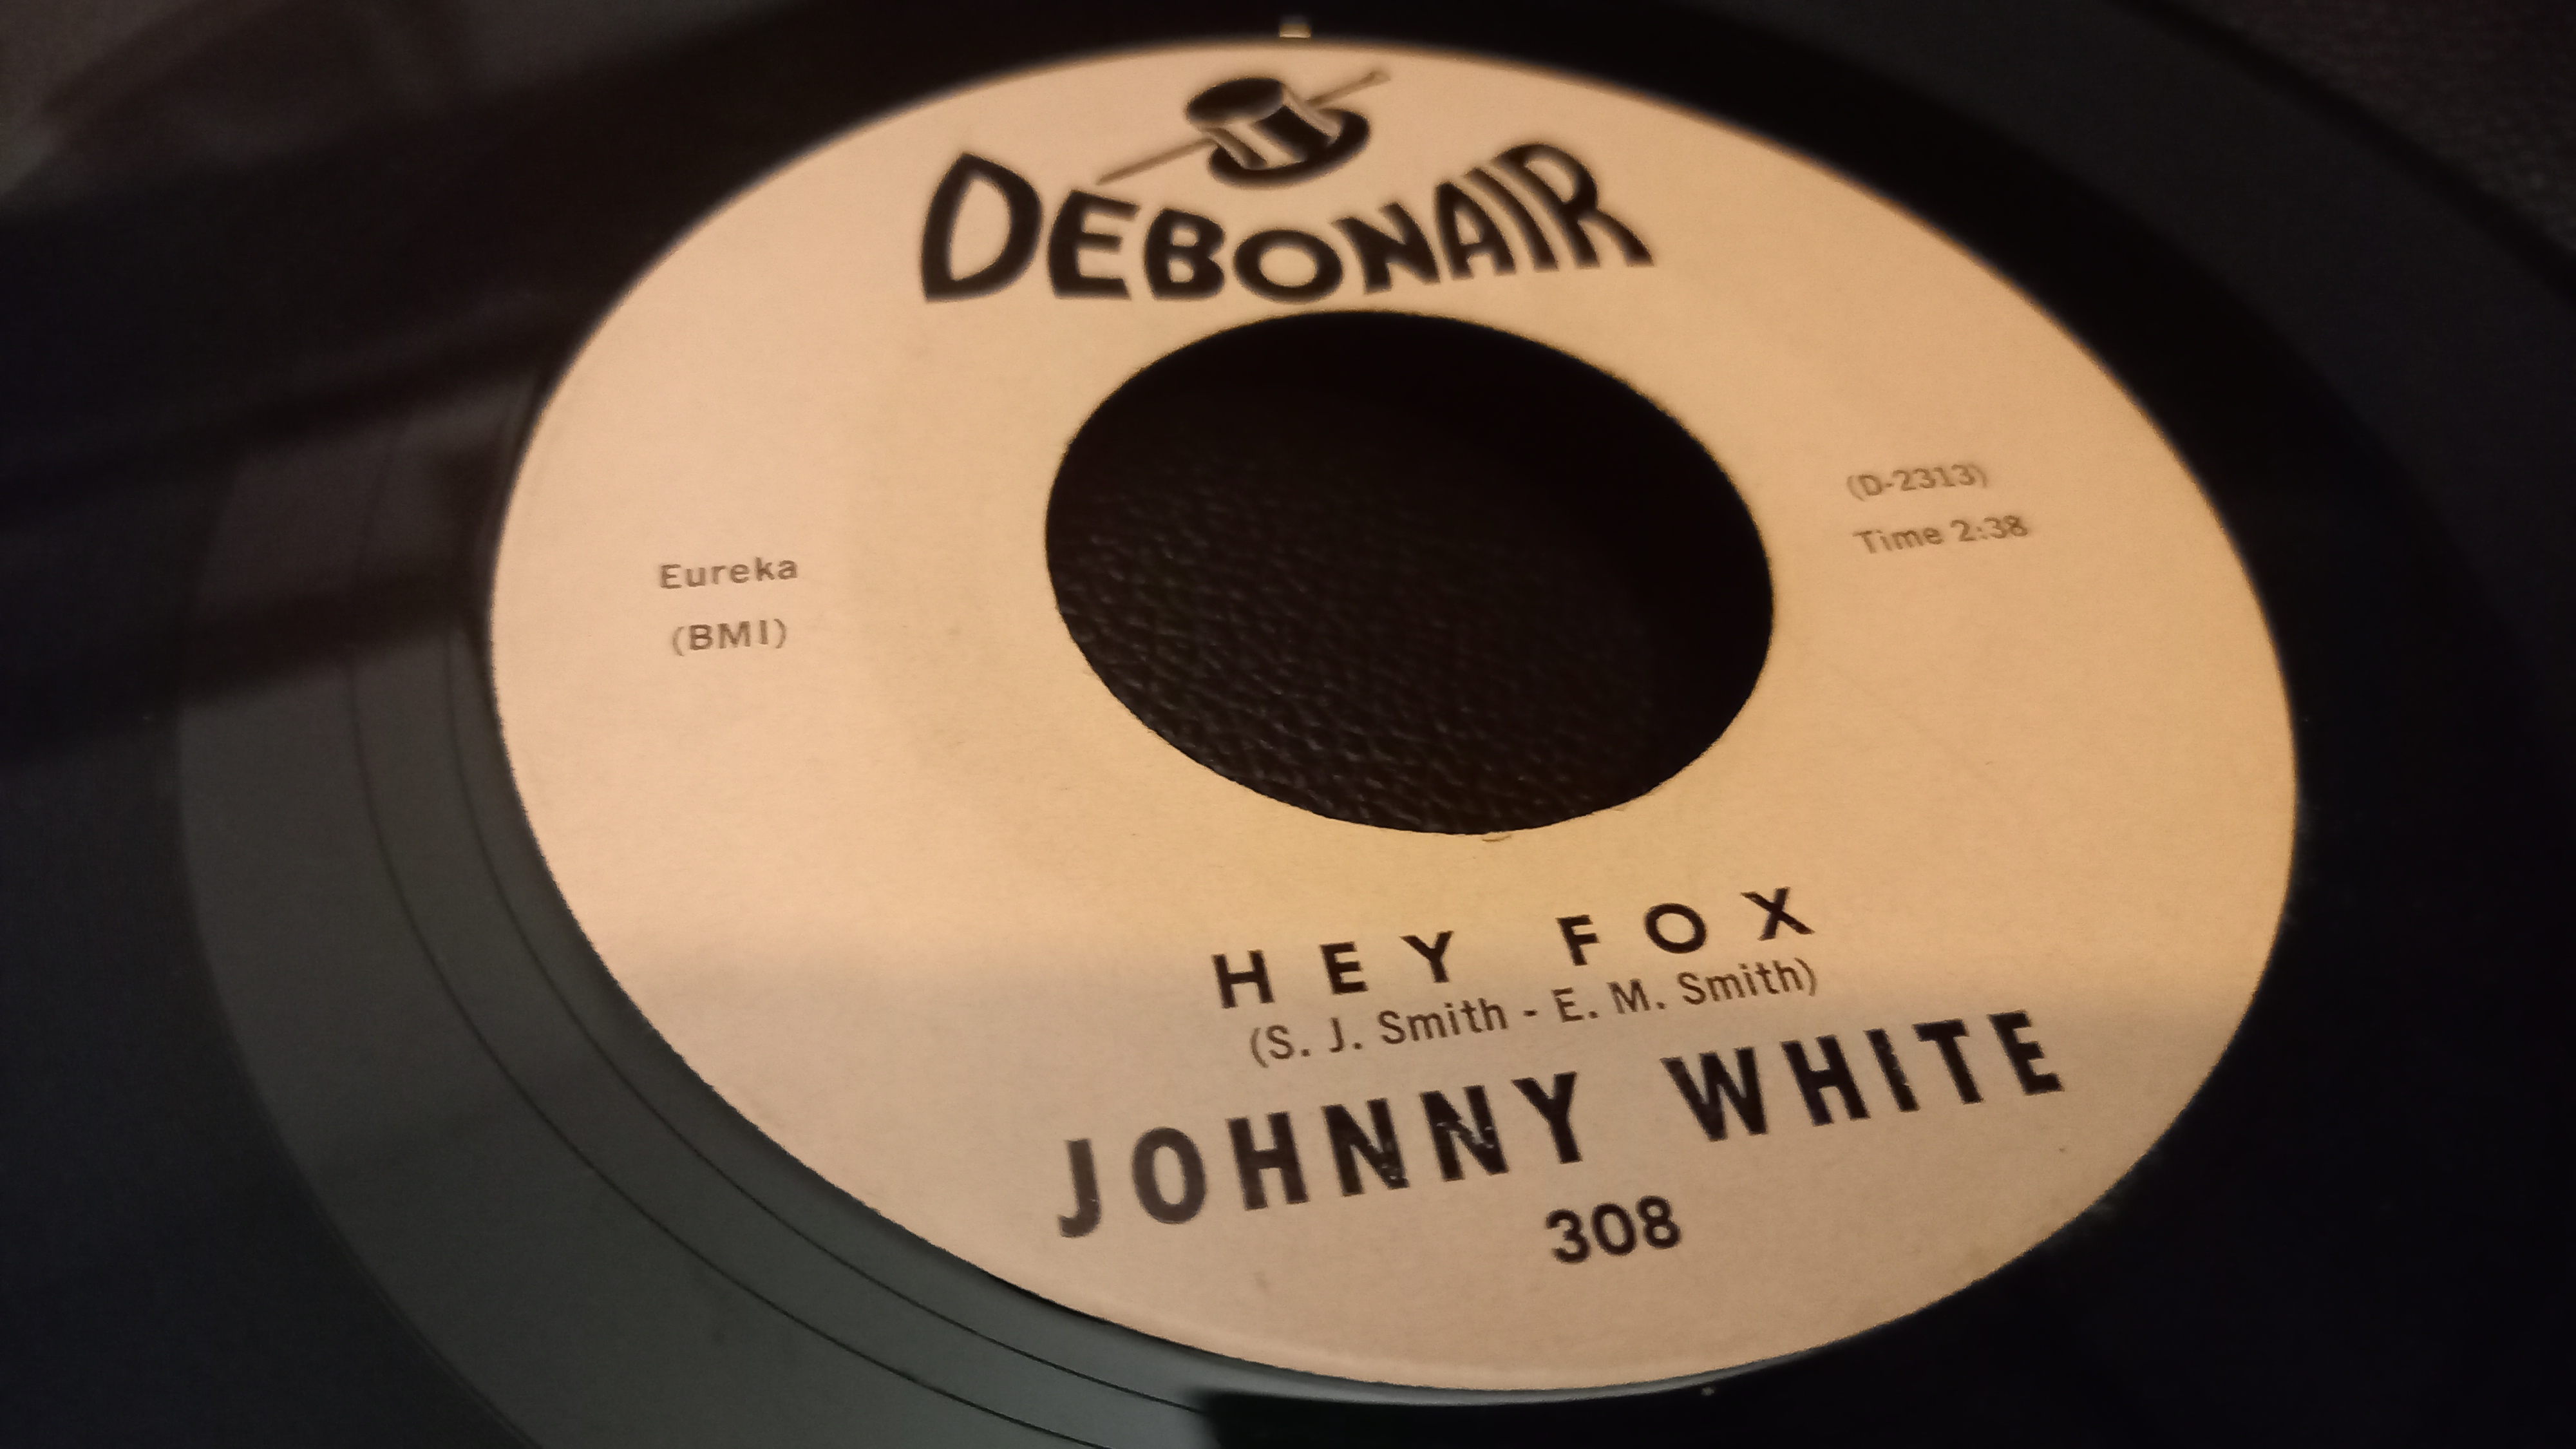 DEBONAIR
Eureka
(BMI)
(D-2313)
Time 2:38
HEY FOX
(S. J. Smith - E. M. Smith)
JOHNNY WHITE
308